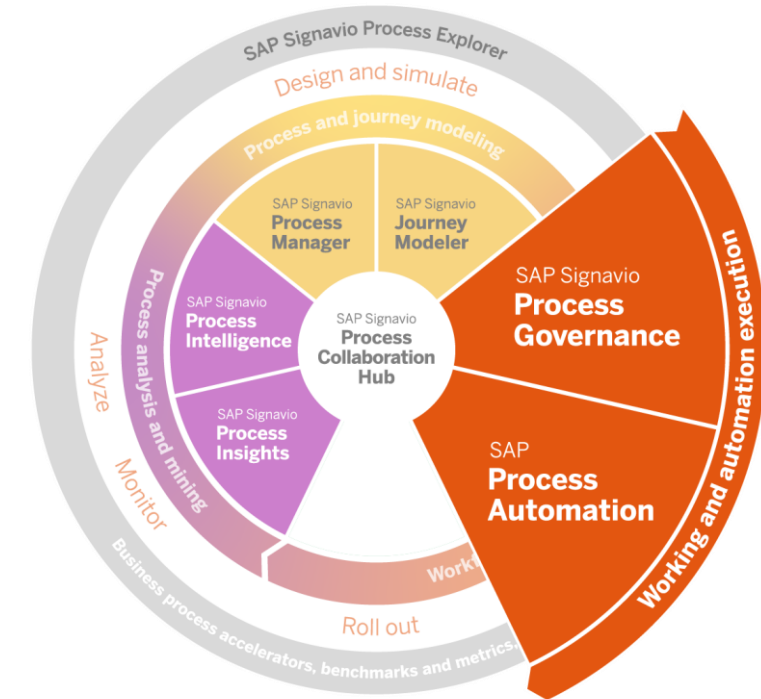 SAP Signavio Process Explorer
Design and simulate
Process and journey modeling
SAP Signavio
Process
Manager
SAP Signavio
Journey
Modeler
SAP Signavio
Process
Governance
Working and automation execution
SAP Signavio
Process
Intelligence
SAP Signavio
Process
Collaboration
Hub
Analyze
Process analysis and mining
SAP Signavio
Process
Insights
SAP
Process
Automation
Monitor
Business process accelerators, benchmarks and metrics,
Roll out